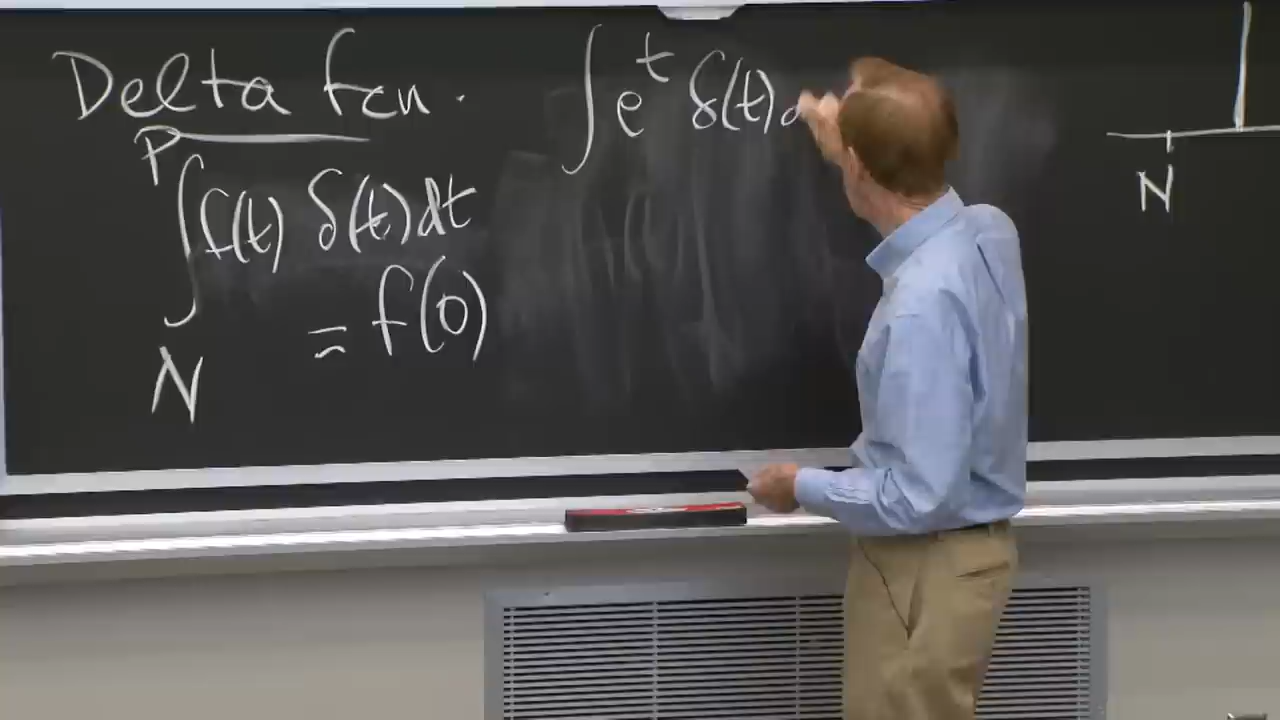 Delta fcn.
P
∫ f(t) δ(t) dt
N
= f(0)
∫ e^t δ(t) d
N